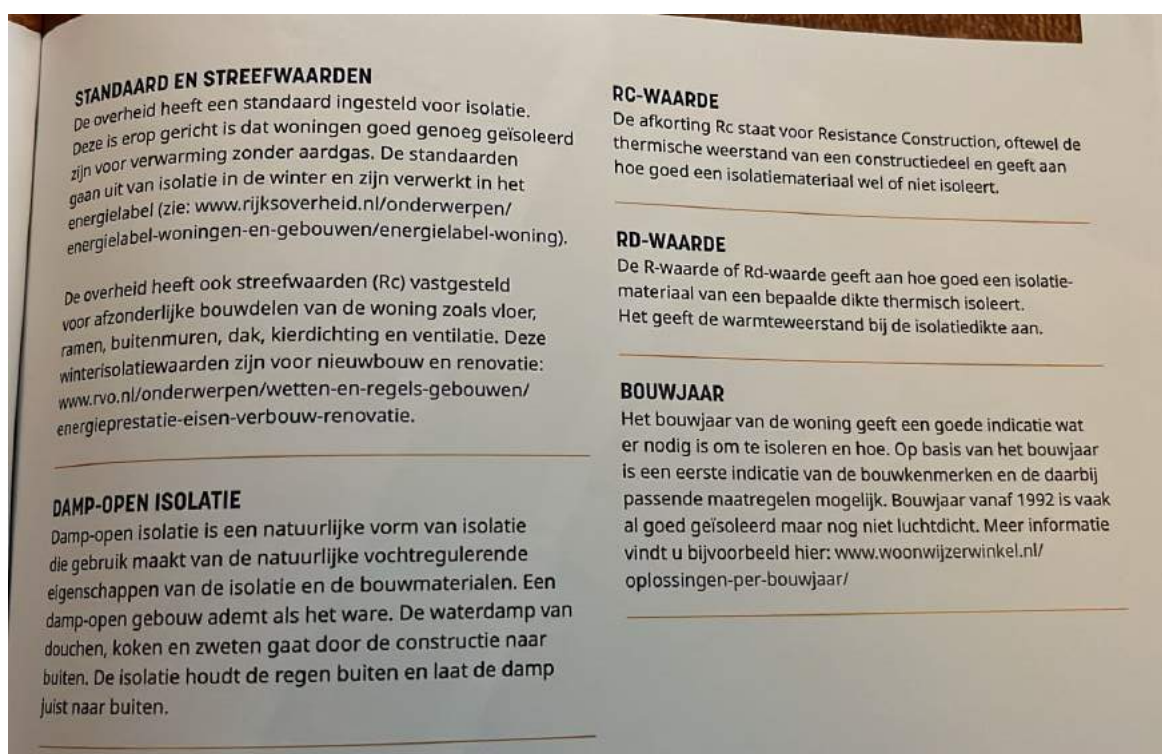 STANDAARD EN STREEFWAARDEN
De overheid heeft een standaard ingesteld voor isolatie.
Deze is erop gericht is dat woningen goed genoeg geïsoleerd
zijn voor verwarming zonder aardgas. De standaarden
gaan uit van isolatie in de winter en zijn verwerkt in het
energielabel (zie: www.rijksoverheid.nl/onderwerpen/
energielabel-woningen-en-gebouwen/energielabel-woning).
De overheid heeft ook streefwaarden (Rc) vastgesteld
voor afzonderlijke bouwdelen van de woning zoals vloer,
ramen, buitenmuren, dak, kierdichting en ventilatie. Deze
winterisolatiewaarden zijn voor nieuwbouw en renovatie:
www.rvo.nl/onderwerpen/wetten-en-regels-gebouwen/
energieprestatie-eisen-verbouw-renovatie.
DAMP-OPEN ISOLATIE
Damp-open isolatie is een natuurlijke vorm van isolatie
die gebruik maakt van de natuurlijke vochtregulerende
eigenschappen van de isolatie en de bouwmaterialen. Een
damp-open gebouw ademt als het ware. De waterdamp van
douchen, koken en zweten gaat door de constructie naar
buiten. De isolatie houdt de regen buiten en laat de damp
juist naar buiten.
RC-WAARDE
De afkorting Rc staat voor Resistance Construction, oftewel de
thermische weerstand van een constructiedeel en geeft aan
hoe goed een isolatiemateriaal wel of niet isoleert.
RD-WAARDE
De R-waarde of Rd-waarde geeft aan hoe goed een isolatie-
materiaal van een bepaalde dikte thermisch isoleert.
Het geeft de warmteweerstand bij de isolatiedikte aan.
BOUWJAAR
Het bouwjaar van de woning geeft een goede indicatie wat
er nodig is om te isoleren en hoe. Op basis van het bouwjaar
is een eerste indicatie van de bouwkenmerken en de daarbij
passende maatregelen mogelijk. Bouwjaar vanaf 1992 is vaak
al goed geïsoleerd maar nog niet luchtdicht. Meer informatie
vindt u bijvoorbeeld hier: www.woonwijzerwinkel.nl/
oplossingen-per-bouwjaar/